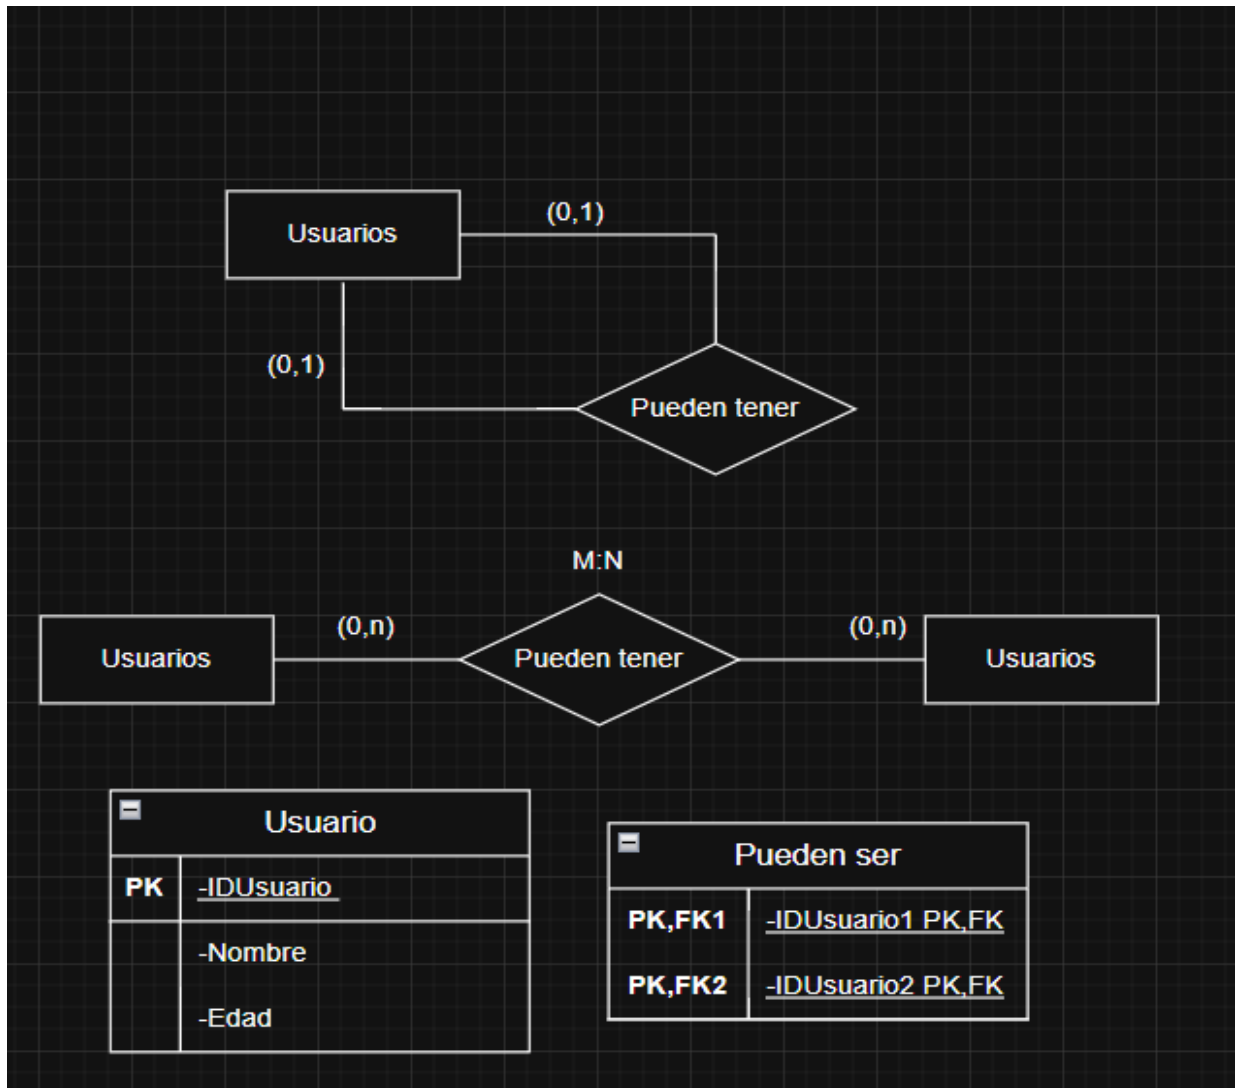 (0,1)
Usuarios
(0,1)
Pueden tener
M:N
(0,n)
(0,n)
Usuarios
Pueden tener
Usuarios
Usuario
PK
-IDUsuario
-Nombre
-Edad
Pueden ser
PK,FK1
-IDUsuario1 PK,FK
PK,FK2
-IDUsuario2 PK,FK